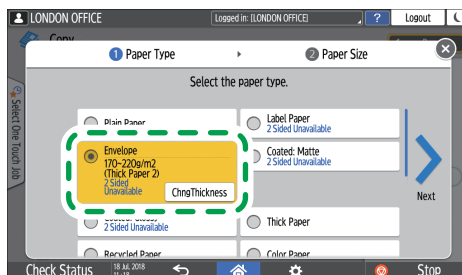 LONDON OFFICE
Logged in: [LONDON OFFICE]
?
Logout
Copy
1 Paper Type
2 Paper Size
Select the paper type.
Select One Touch Job
Plain Paper
Label Paper
2 Sided Unavailable
Envelope
170~220g/m2
(Thick Paper 2)
2 Sided
Unavailable
ChngThickness
Coated: Matte
2 Sided Unavailable
Next
Coated: Glossy
2 Sided Unavailable
Thick Paper
Recycled Paper
Color Paper
Check Status
18 Jul. 2018
Stop